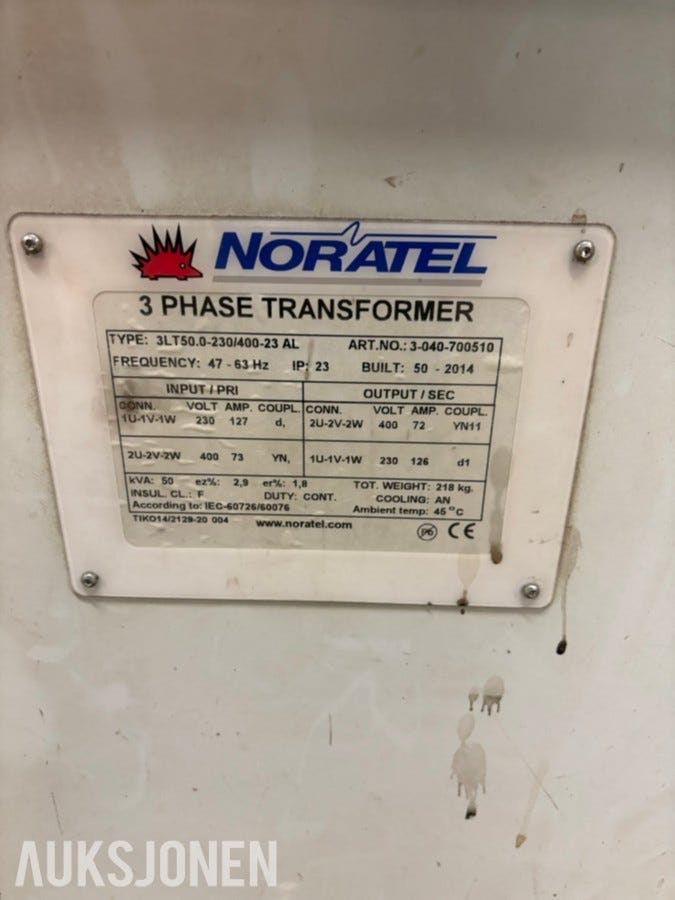 NORATEL
3 PHASE TRANSFORMER
TYPE: 3LT50.0-230/400-23 AL ART.NO.: 3-040-700510
FREQUENCY: 47 - 63 Hz IP: 23 BUILT: 50 - 2014
INPUT / PRI OUTPUT / SEC
CONN. VOLT AMP. COUPL. CONN. VOLT AMP. COUPL.
1U-1V-1W 230 127 d, 2U-2V-2W 400 72 YN11
2U-2V-2W 400 73 YN, 1U-1V-1W 230 126 d1
kVA: 50 ez%: 2,9 er%: 1,8 TOT. WEIGHT: 218 kg.
INSUL. CL.: F DUTY: CONT. COOLING: AN
According to: IEC-60726/60076 Ambient temp: 45 °C
TIKO14/2129-20 004 www.noratel.com
CE
AUKSJONEN